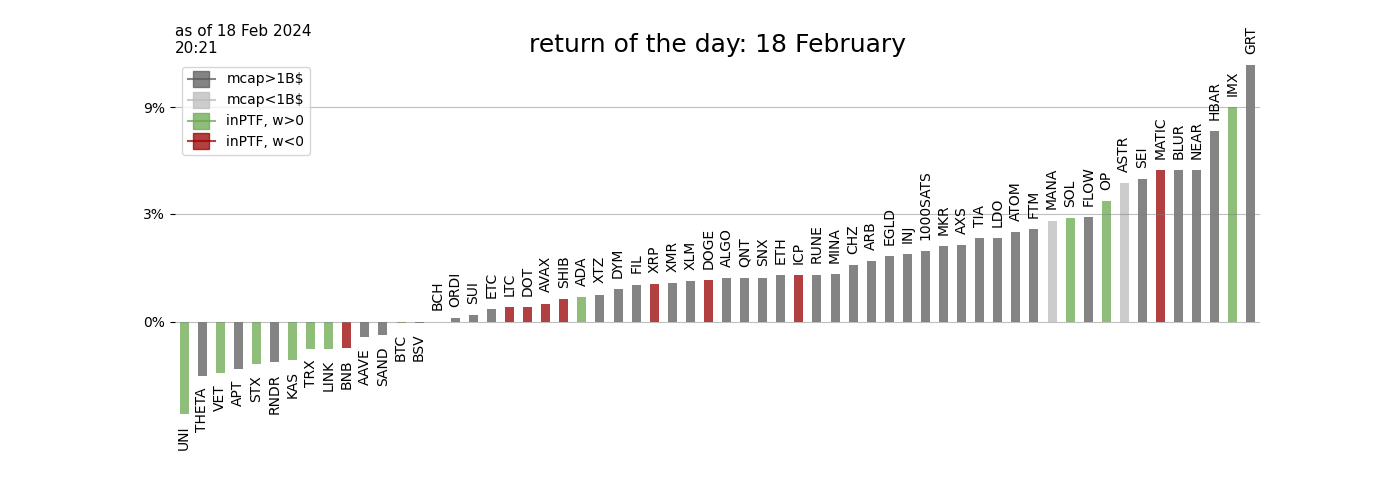 as of 18 Feb 2024
20:21
return of the day: 18 February
mcap>1B$
mcap<1B$
inPTF, w>0
inPTF, w<0
9%
3%
0%
UNI
THETA
VET
APT
STX
RNDR
KAS
TRX
LINK
BNB
AAVE
SAND
BTC
BSV
BCH
ORDI
SUI
ETC
LTC
DOT
AVAX
SHIB
ADA
XTZ
DYM
FIL
XRP
XMR
XLM
DOGE
ALGO
QNT
SNX
ETH
ICP
RUNE
MINA
CHZ
ARB
EGLD
INJ
1000SATS
MKR
AXS
TIA
LDO
ATOM
FTM
MANA
SOL
FLOW
OP
ASTR
SEI
MATIC
BLUR
NEAR
HBAR
IMX
GRT